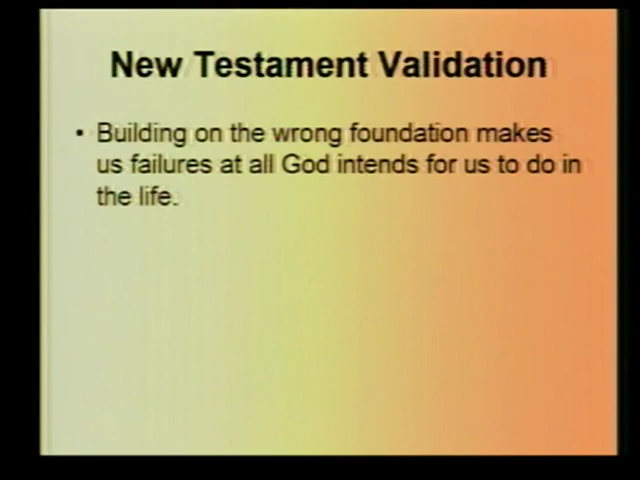 New Testament Validation
• Building on the wrong foundation makes
us failures at all God intends for us to do in
the life.